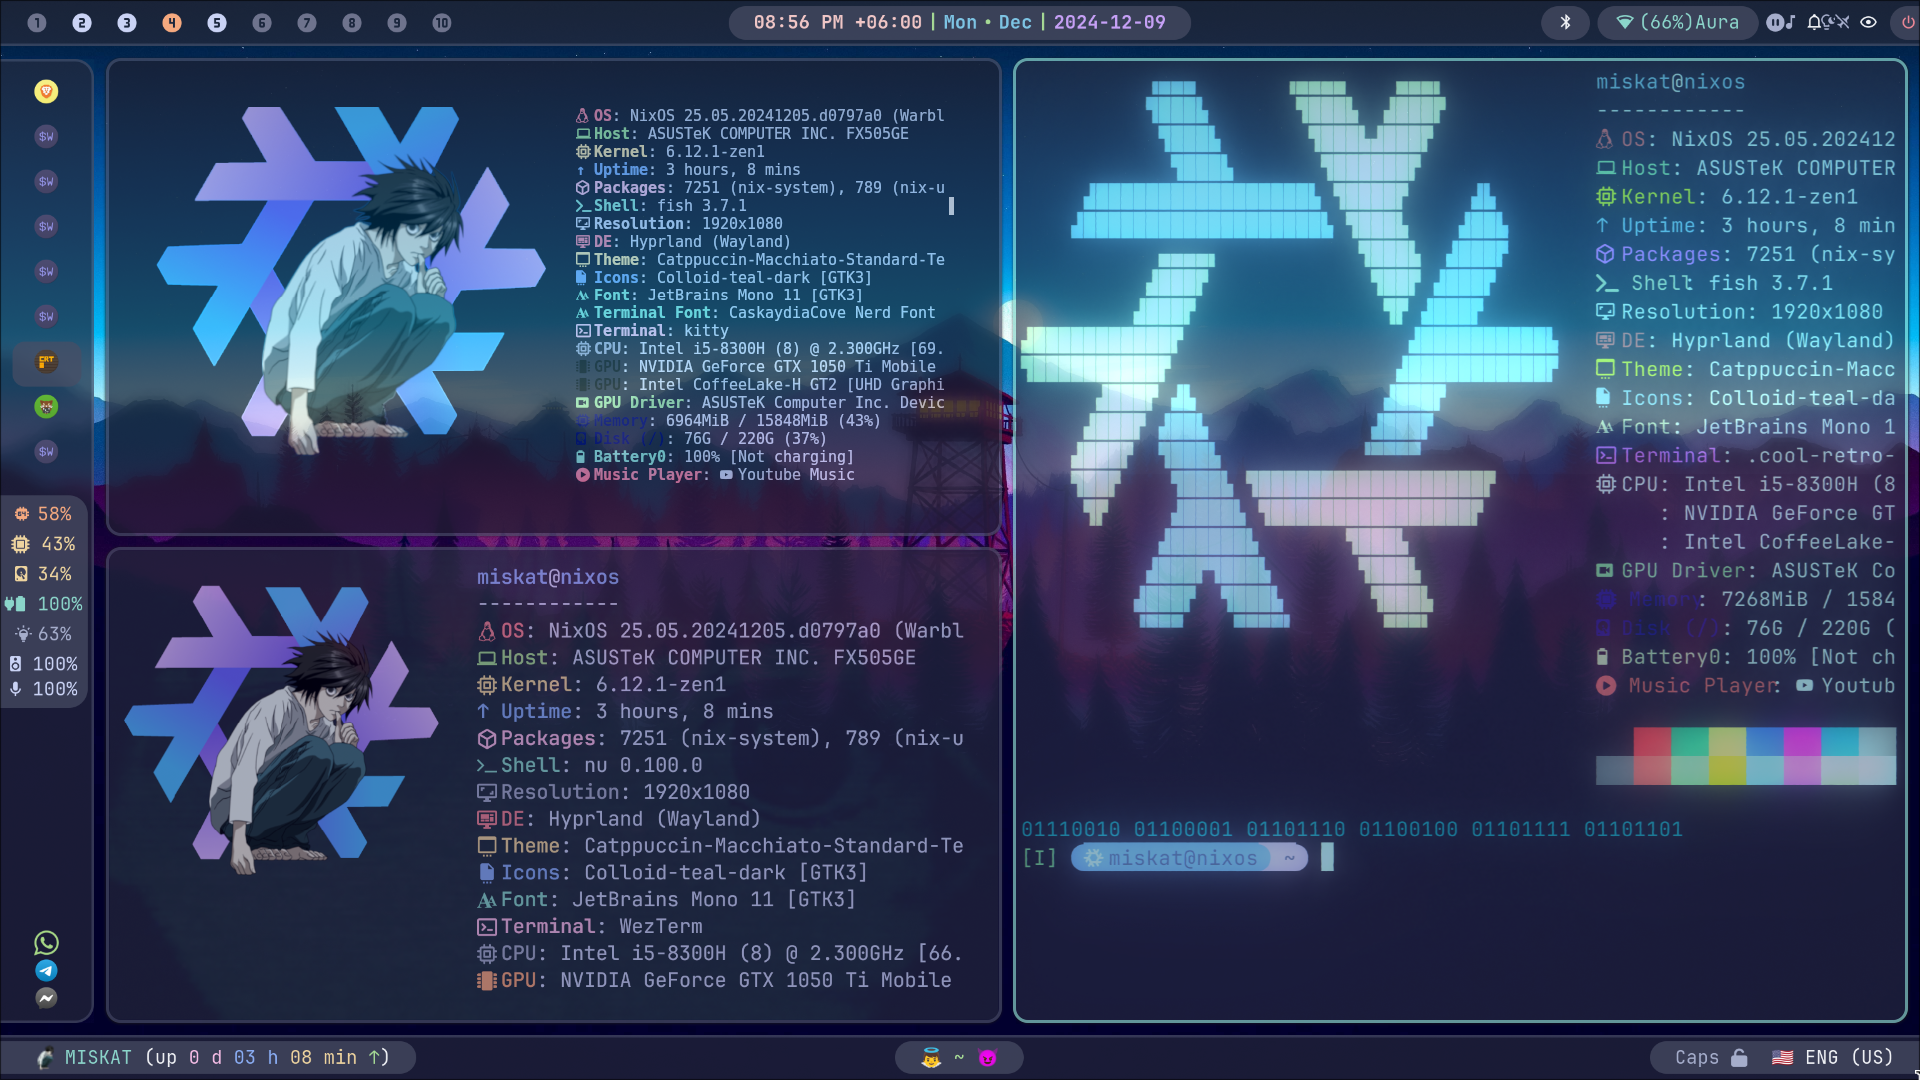 1 2 3 4 5 6 7 8 9 10
08:56 PM +06:00 | Mon • Dec | 2024-12-09
(66%)Aura
$W
$W
$W
$W
$W
$W
58%
43%
34%
100%
63%
100%
100%
OS: NixOS 25.05.20241205.d0797a0 (Warbl
Host: ASUSTeK COMPUTER INC. FX505GE
Kernel: 6.12.1-zen1
Uptime: 3 hours, 8 mins
Packages: 7251 (nix-system), 789 (nix-u
Shell: fish 3.7.1
Resolution: 1920x1080
DE: Hyprland (Wayland)
Theme: Catppuccin-Macchiato-Standard-Te
Icons: Colloid-teal-dark [GTK3]
Font: JetBrains Mono 11 [GTK3]
Terminal Font: CaskaydiaCove Nerd Font
Terminal: kitty
CPU: Intel i5-8300H (8) @ 2.300GHz [69.
GPU: NVIDIA GeForce GTX 1050 Ti Mobile
GPU: Intel CoffeeLake-H GT2 [UHD Graphi
GPU Driver: ASUSTeK Computer Inc. Devic
Memory: 6964MiB / 15848MiB (43%)
Disk (/): 76G / 220G (37%)
Battery0: 100% [Not charging]
Music Player: Youtube Music
miskat@nixos
------------
OS: NixOS 25.05.20241205.d0797a0 (Warbl
Host: ASUSTeK COMPUTER INC. FX505GE
Kernel: 6.12.1-zen1
Uptime: 3 hours, 8 mins
Packages: 7251 (nix-system), 789 (nix-u
Shell: nu 0.100.0
Resolution: 1920x1080
DE: Hyprland (Wayland)
Theme: Catppuccin-Macchiato-Standard-Te
Icons: Colloid-teal-dark [GTK3]
Font: JetBrains Mono 11 [GTK3]
Terminal: WezTerm
CPU: Intel i5-8300H (8) @ 2.300GHz [66.
GPU: NVIDIA GeForce GTX 1050 Ti Mobile
miskat@nixos
------------
OS: NixOS 25.05.202412
Host: ASUSTeK COMPUTER
Kernel: 6.12.1-zen1
Uptime: 3 hours, 8 min
Packages: 7251 (nix-sy
Shell: fish 3.7.1
Resolution: 1920x1080
DE: Hyprland (Wayland)
Theme: Catppuccin-Macc
Icons: Colloid-teal-da
Font: JetBrains Mono 1
Terminal: .cool-retro-
CPU: Intel i5-8300H (8
: NVIDIA GeForce GT
: Intel CoffeeLake-
GPU Driver: ASUSTeK Co
Memory: 7268MiB / 1584
Disk (/): 76G / 220G (
Battery0: 100% [Not ch
Music Player: Youtub
01110010 01100001 01101110 01100100 01101111 01101101
[I] miskat@nixos ~
MISKAT (up 0 d 03 h 08 min ↑)
~
Caps
ENG (US)